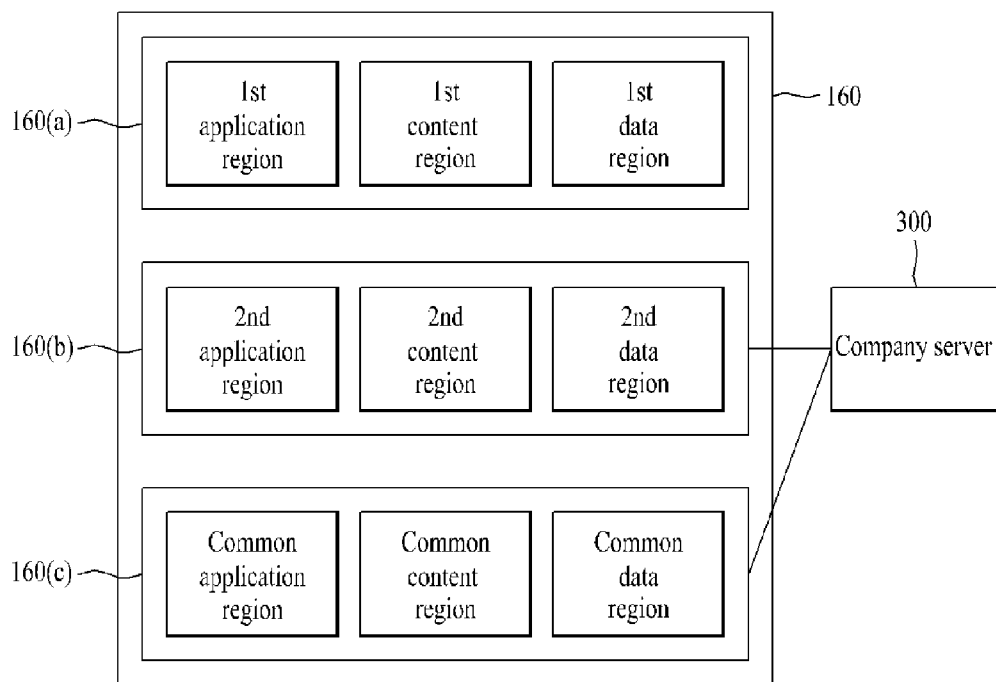 160
300
160(a)
1st
application
region
1st
content
region
1st
data
region
160(b)
2nd
application
region
2nd
content
region
2nd
data
region
Company server
160(c)
Common
application
region
Common
content
region
Common
data
region